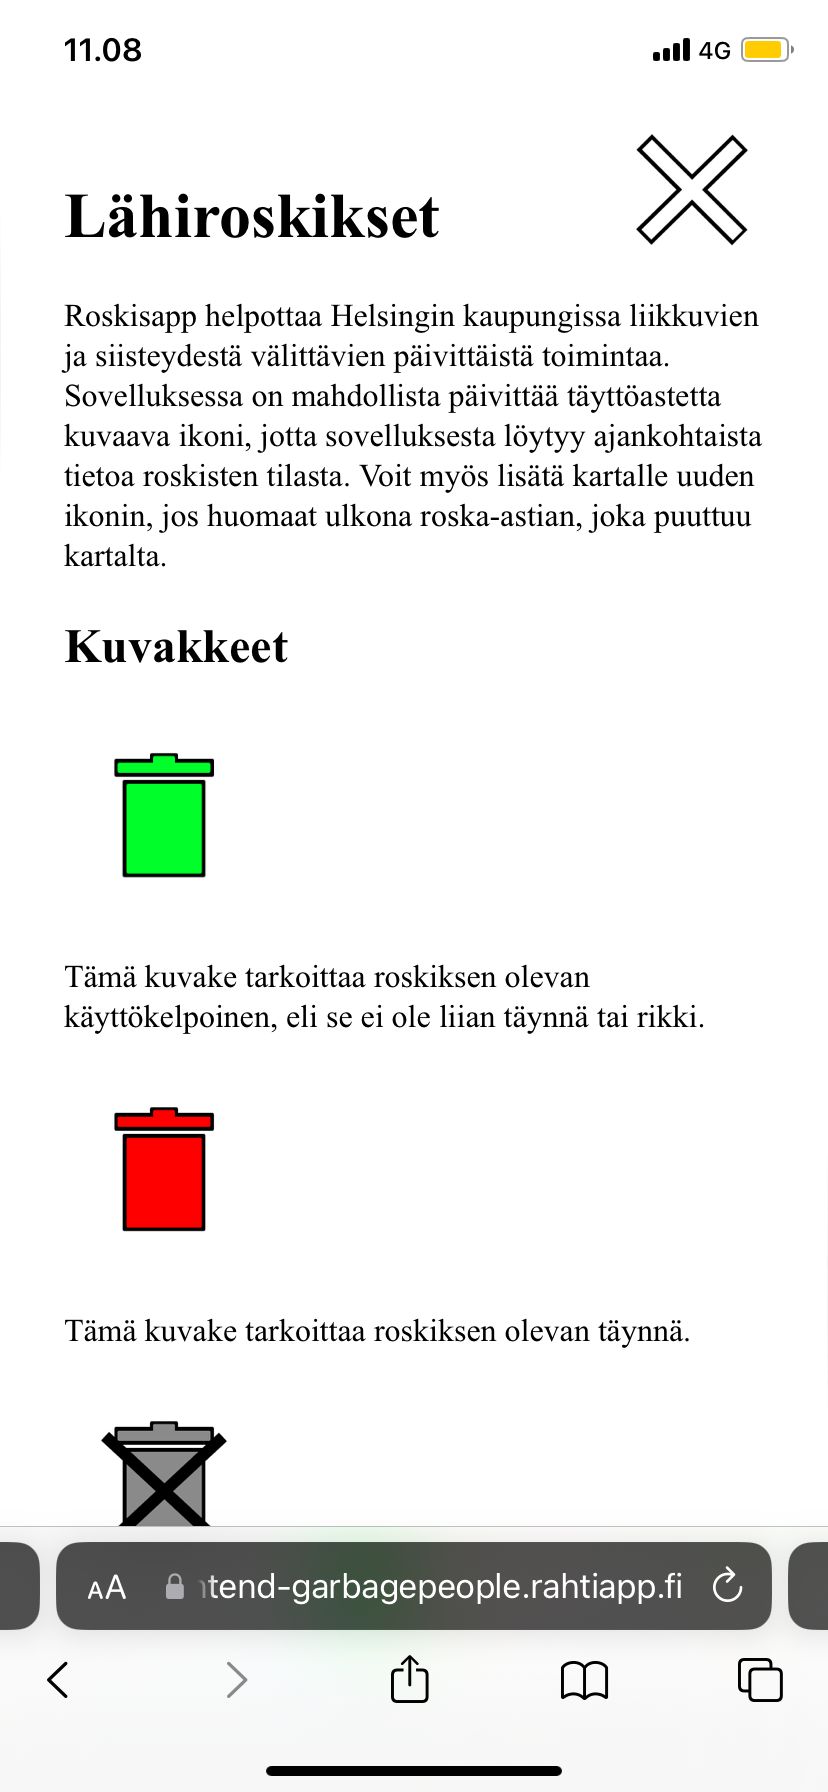 11.08
4G
Lähiroskikset
Roskisapp helpottaa Helsingin kaupungissa liikkuvien
ja siisteydestä välittävien päivittäistä toimintaa.
Sovelluksessa on mahdollista päivittää täyttöastetta
kuvaava ikoni, jotta sovelluksesta löytyy ajankohtaista
tietoa roskisten tilasta. Voit myös lisätä kartalle uuden
ikonin, jos huomaat ulkona roska-astian, joka puuttuu
kartalta.
Kuvakkeet
Tämä kuvake tarkoittaa roskiksen olevan
käyttökelpoinen, eli se ei ole liian täynnä tai rikki.
Tämä kuvake tarkoittaa roskiksen olevan täynnä.
AA ntend-garbagepeople.rahtiapp.fi